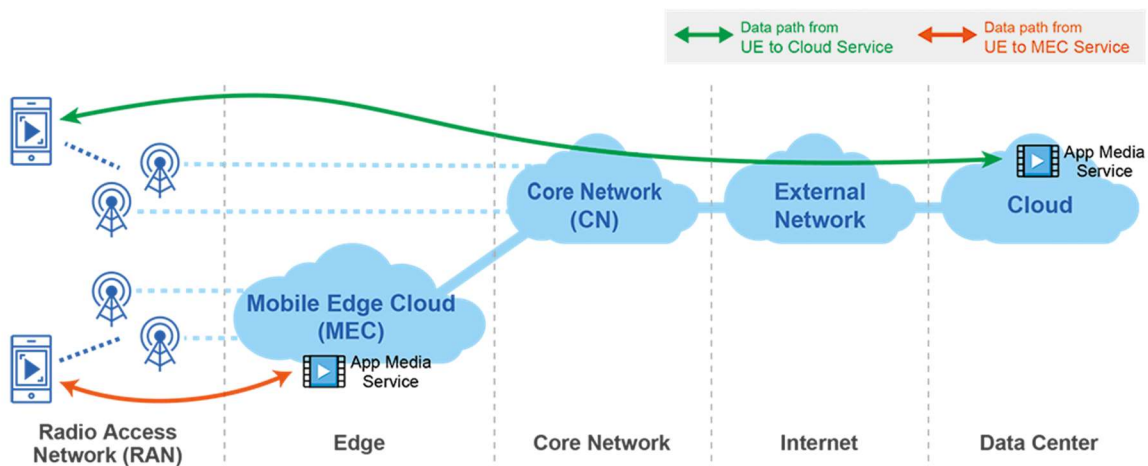 Data path from
UE to Cloud Service
Data path from
UE to MEC Service
App Media
Service
Core Network
(CN)
External
Network
Cloud
Mobile Edge Cloud
(MEC)
App Media
Service
Radio Access
Network (RAN)
Edge
Core Network
Internet
Data Center